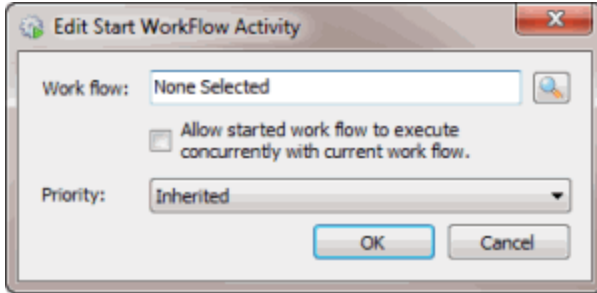 Edit Start WorkFlow Activity
Work flow: None Selected
Allow started work flow to execute
concurrently with current work flow.
Priority: Inherited
OK Cancel